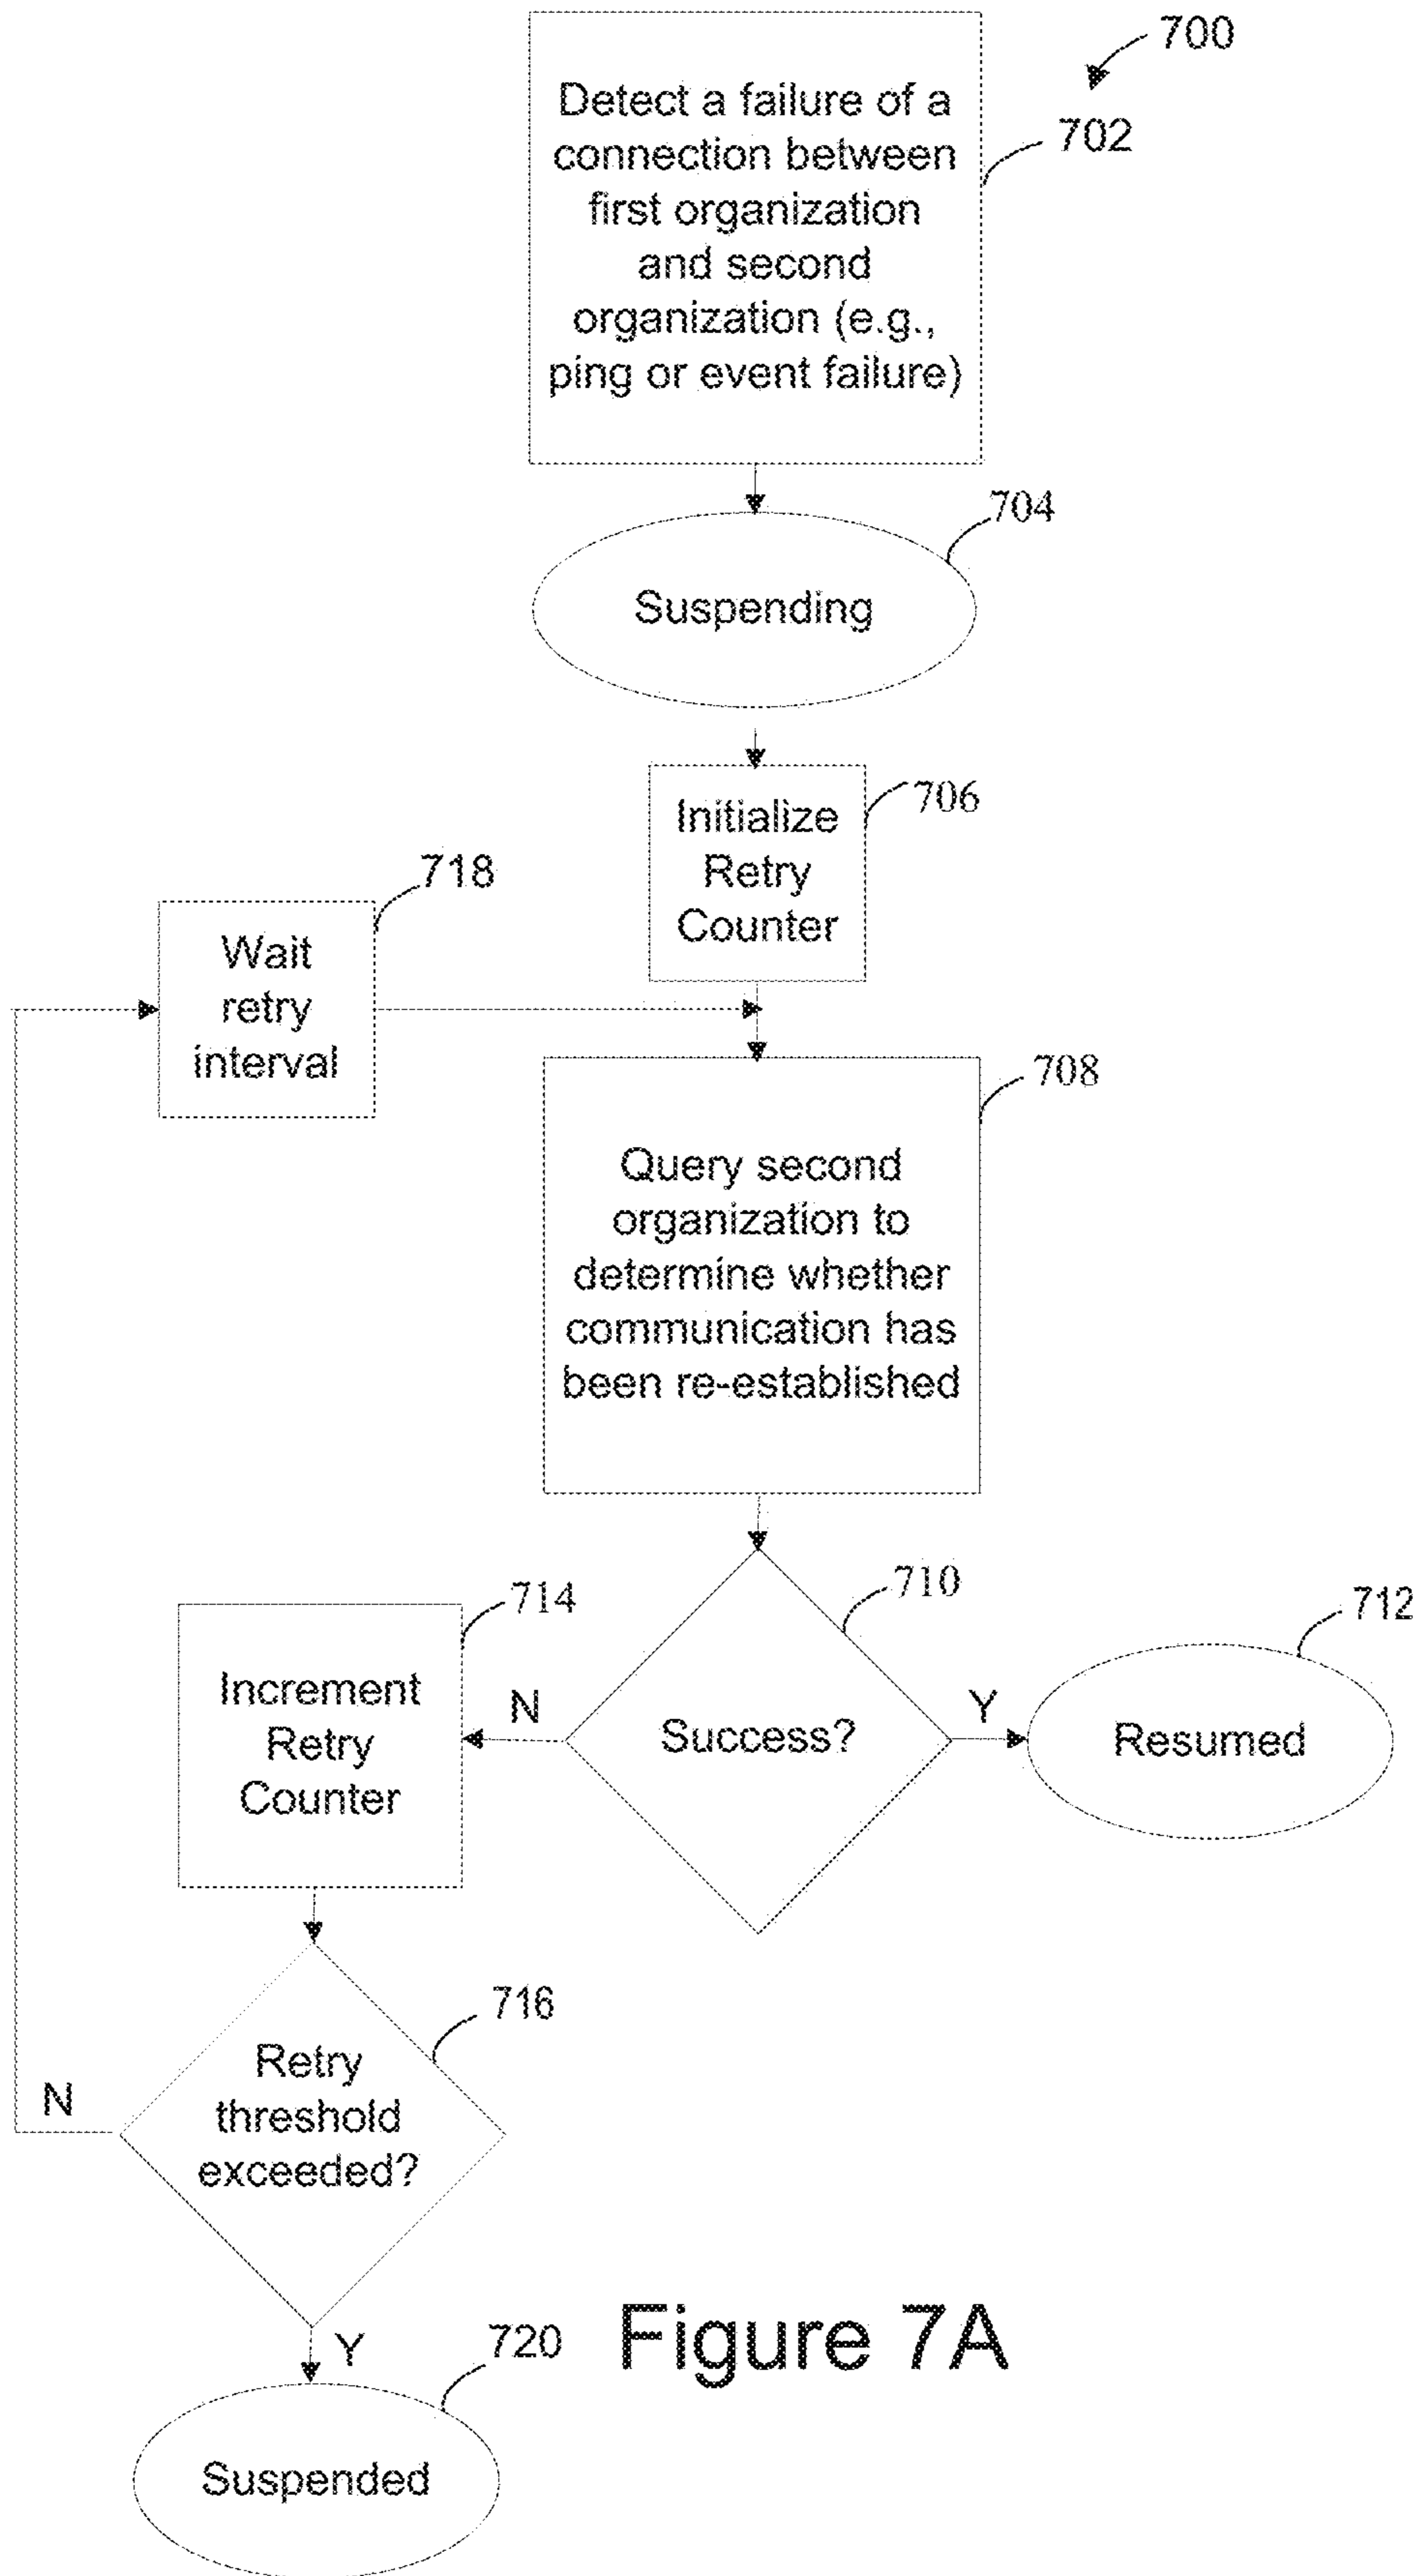 700
Detect a failure of a
connection between
first organization
and second
organization (e.g.,
ping or event failure)
702
704
Suspending
706
Initialize
Retry
Counter
718
Wait
retry
interval
708
Query second
organization to
determine whether
communication has
been re-established
710
Success?
Y
712
Resumed
N
714
Increment
Retry
Counter
716
Retry
threshold
exceeded?
N
Y
720
Suspended
Figure 7A